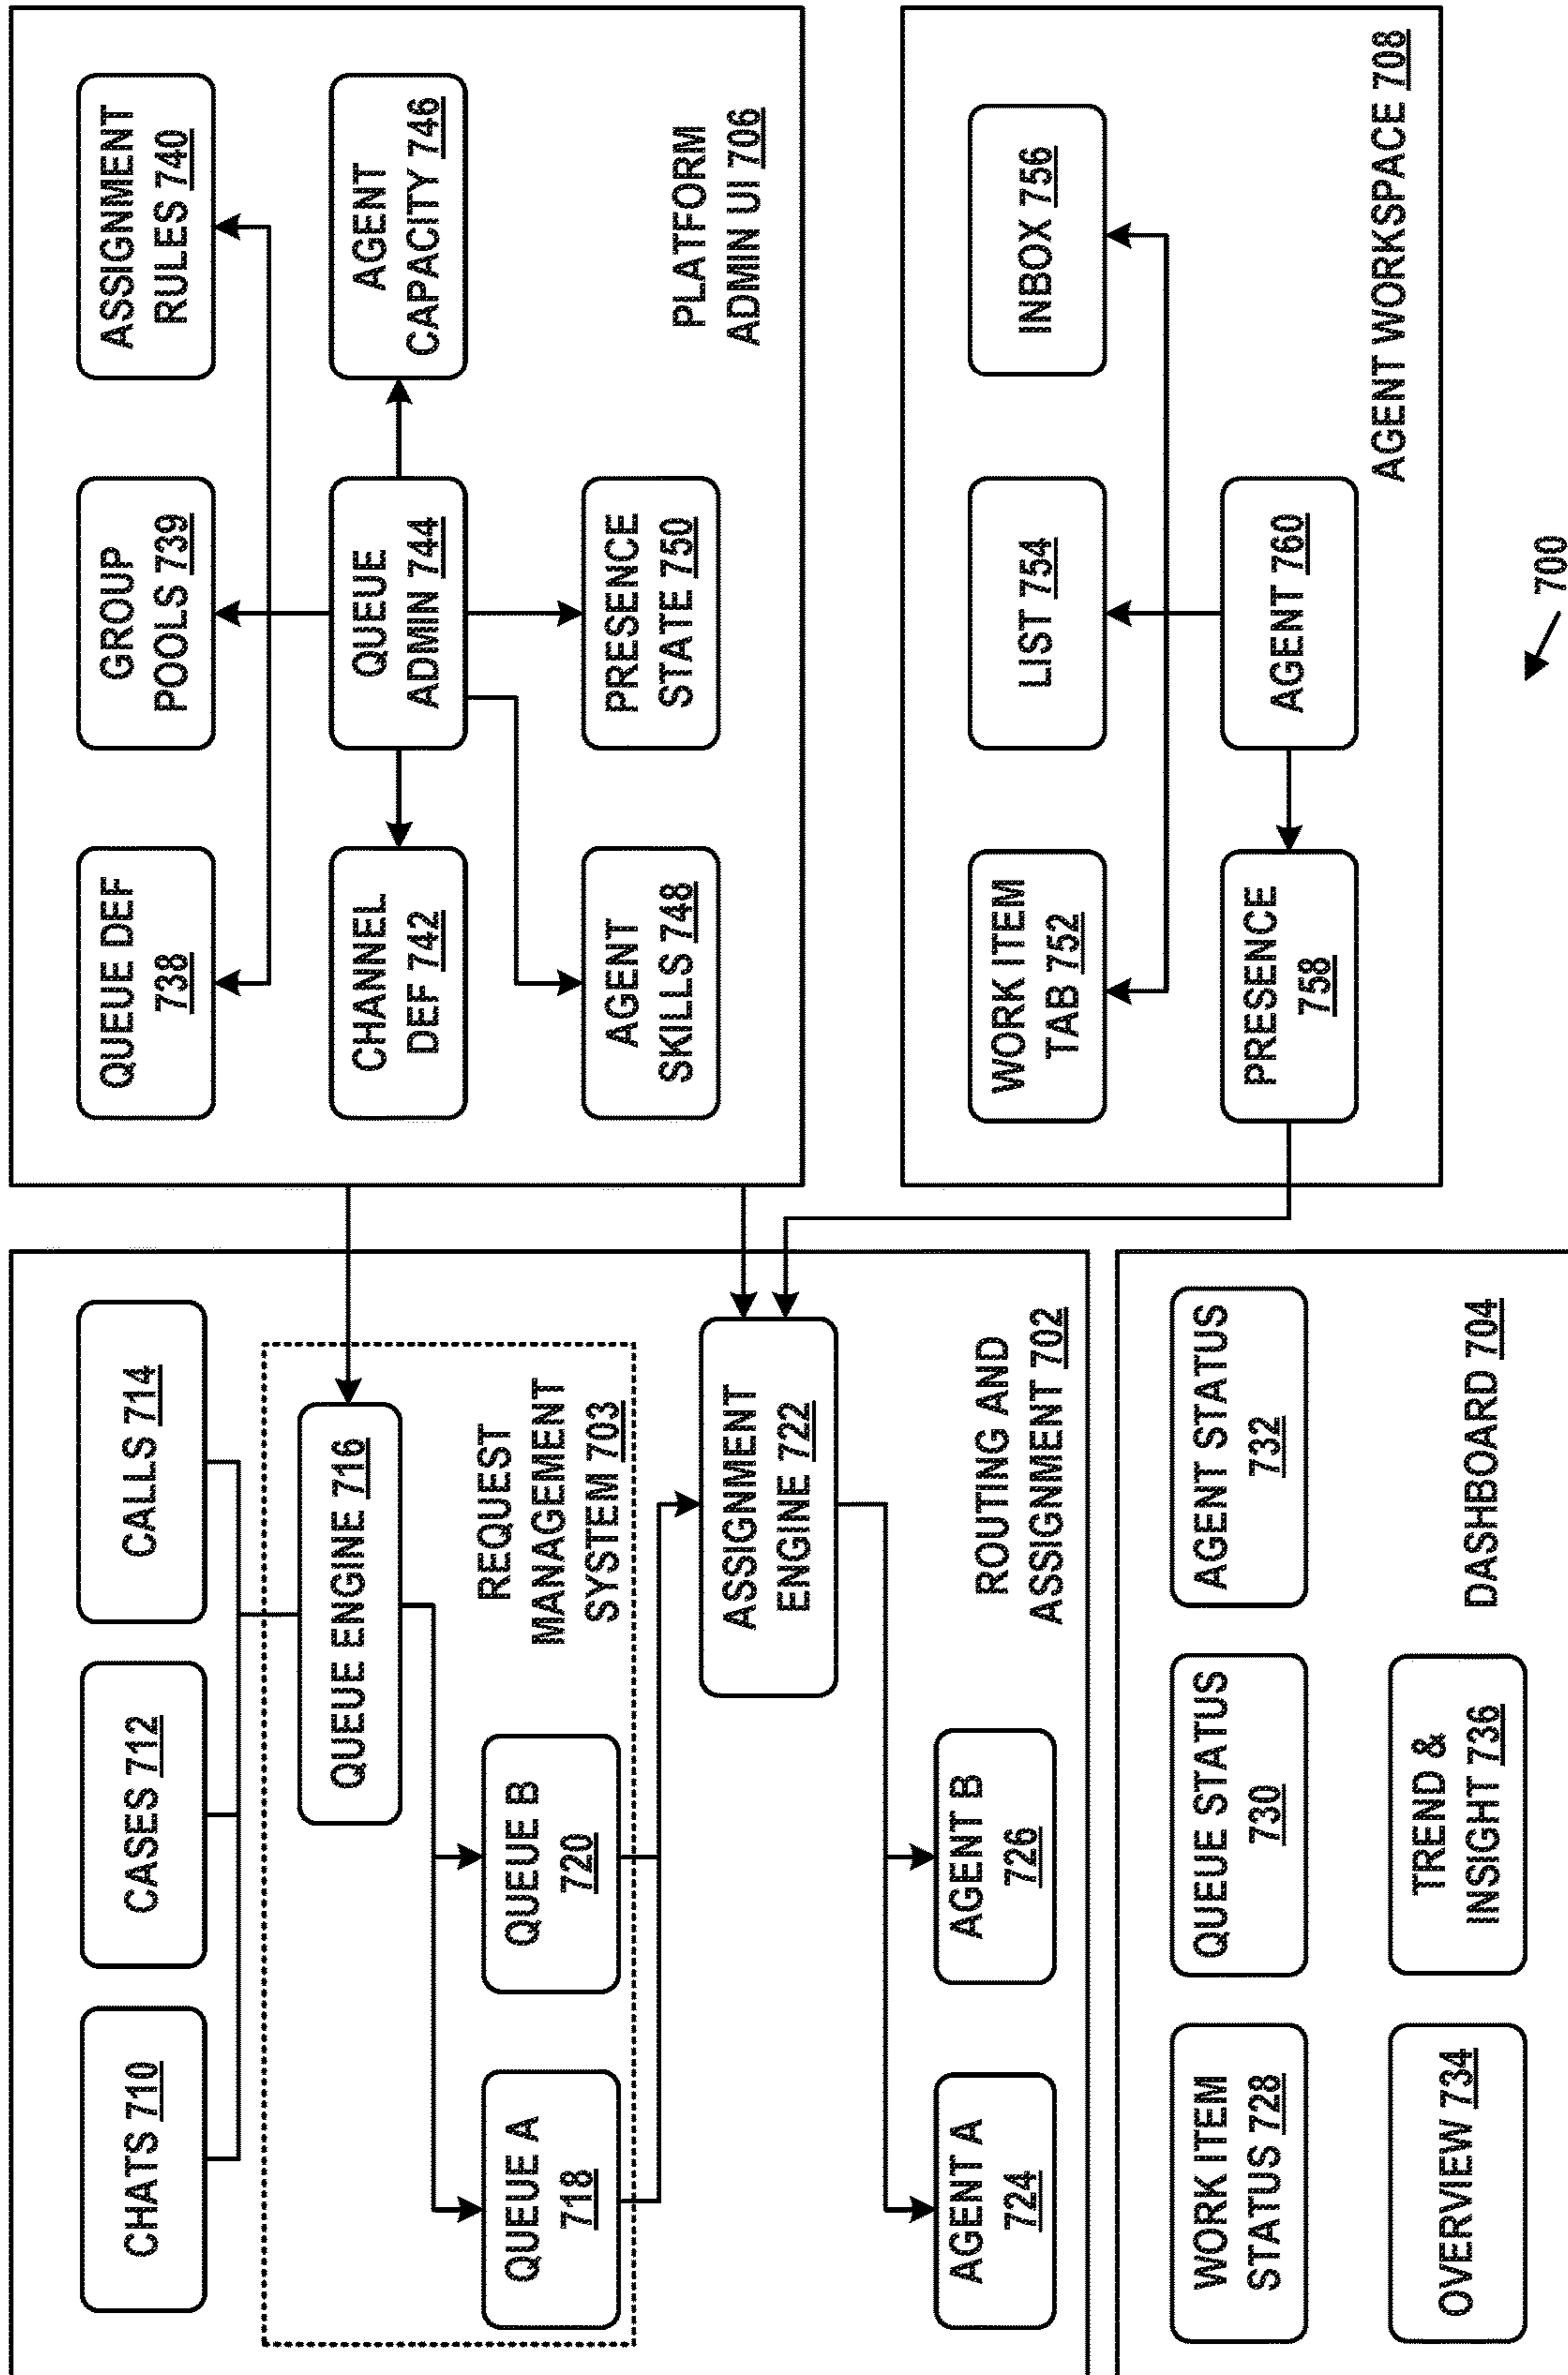 CHATS 710
CASES 712
CALLS 714
QUEUE ENGINE 716
QUEUE A
718
QUEUE B
720
REQUEST
MANAGEMENT
SYSTEM 703
ASSIGNMENT
ENGINE 722
AGENT A
724
AGENT B
726
ROUTING AND
ASSIGNMENT 702
WORK ITEM
STATUS 728
QUEUE STATUS
730
AGENT STATUS
732
OVERVIEW 734
TREND &
INSIGHT 736
DASHBOARD 704
QUEUE DEF
738
GROUP
POOLS 739
ASSIGNMENT
RULES 740
CHANNEL
DEF 742
QUEUE
ADMIN 744
AGENT
CAPACITY 746
AGENT
SKILLS 748
PRESENCE
STATE 750
PLATFORM
ADMIN UI 706
WORK ITEM
TAB 752
LIST 754
INBOX 756
PRESENCE
758
AGENT 760
AGENT WORKSPACE 708
700